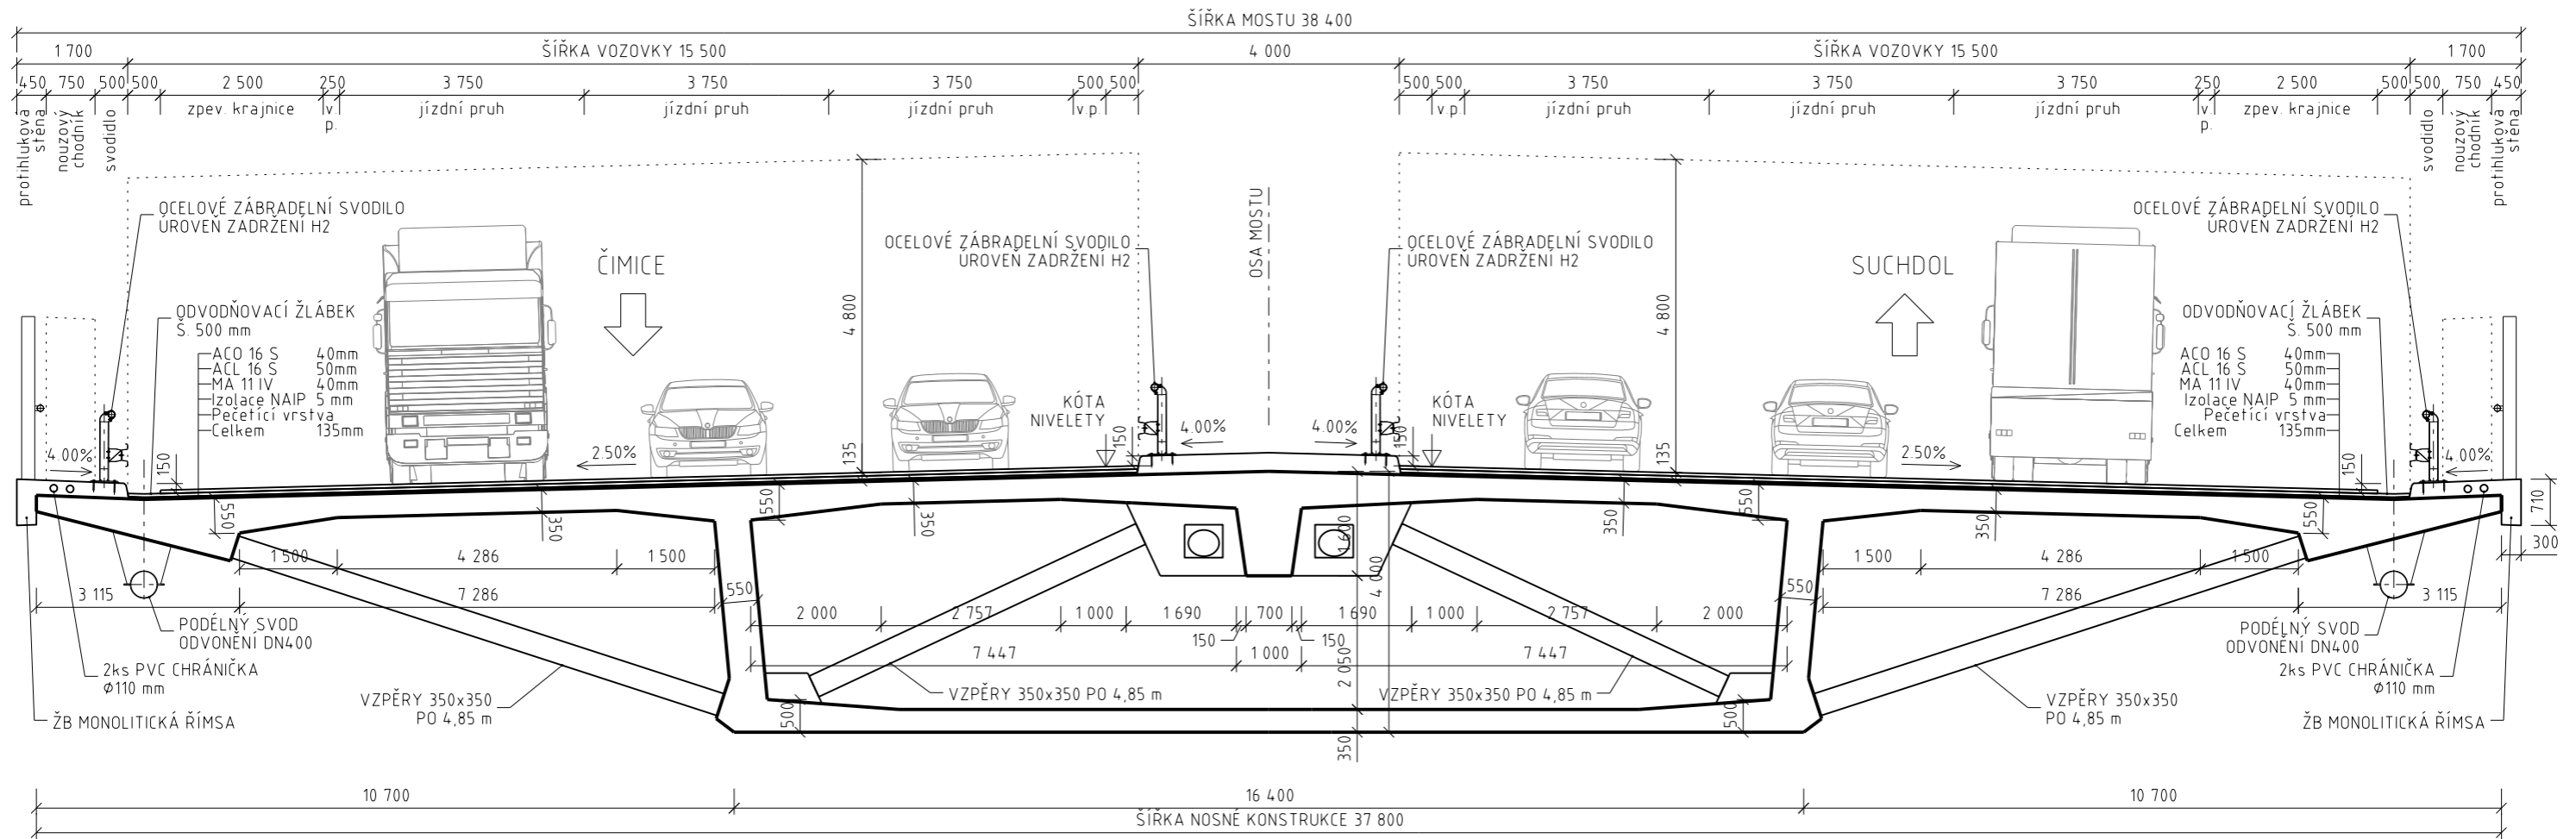 ŠÍŘKA MOSTU 38 400
1 700 ŠÍŘKA VOZOVKY 15 500 4 000 ŠÍŘKA VOZOVKY 15 500 1 700
450 750 500 500 2 500 250 3 750 3 750 3 750 500 500 500 500 3 750 3 750 3 750 250 2 500 500 500 750 450
zpev. krajnice v. p. jízdní pruh jízdní pruh jízdní pruh v.p. v.p. jízdní pruh jízdní pruh jízdní pruh v. p. zpev. krajnice
protihluková stěna
nouzový chodník
svodidlo
svodidlo
nouzový chodník
protihluková stěna
OCELOVÉ ZÁBRADELNÍ SVODILO
ÚROVEŇ ZADRŽENÍ H2
OCELOVÉ ZÁBRADELNÍ SVODILO
ÚROVEŇ ZADRŽENÍ H2
OSA MOSTU
OCELOVÉ ZÁBRADELNÍ SVODILO
ÚROVEŇ ZADRŽENÍ H2
OCELOVÉ ZÁBRADELNÍ SVODILO
ÚROVEŇ ZADRŽENÍ H2
ČIMICE
SUCHDOL
4 800
4 800
ODVODŇOVACÍ ŽLÁBEK
Š. 500 mm
ACO 16 S 40mm
ACL 16 S 50mm
MA 11 IV 40mm
Izolace NAIP 5 mm
Pečetící vrstva
Celkem 135mm
ODVODŇOVACÍ ŽLÁBEK
Š. 500 mm
ACO 16 S 40mm
ACL 16 S 50mm
MA 11 IV 40mm
Izolace NAIP 5 mm
Pečetící vrstva
Celkem 135mm
KÓTA
NIVELETY
KÓTA
NIVELETY
4.00% 150 2.50% 135 150 4.00% 4.00% 150 135 2.50% 150 4.00%
710
300
550 350 550 350 350 550 350 550
1 600
4 000
1 500 4 286 1 500 1 500 4 286 1 500
550 550
3 115 7 286 7 286 3 115
2 000 2 757 1 000 1 690 700 1 690 1 000 2 757 2 000
150 150
7 447 1 000 7 447
2 050
PODÉLNÝ SVOD
ODVONĚNÍ DN400
2ks PVC CHRÁNIČKA
Ø110 mm
ŽB MONOLITICKÁ ŘÍMSA
VZPĚRY 350x350
PO 4,85 m
VZPĚRY 350x350 PO 4,85 m
VZPĚRY 350x350 PO 4,85 m
VZPĚRY 350x350
PO 4,85 m
PODÉLNÝ SVOD
ODVONĚNÍ DN400
2ks PVC CHRÁNIČKA
Ø110 mm
ŽB MONOLITICKÁ ŘÍMSA
500 350 500
10 700 16 400 10 700
ŠÍŘKA NOSNÉ KONSTRUKCE 37 800